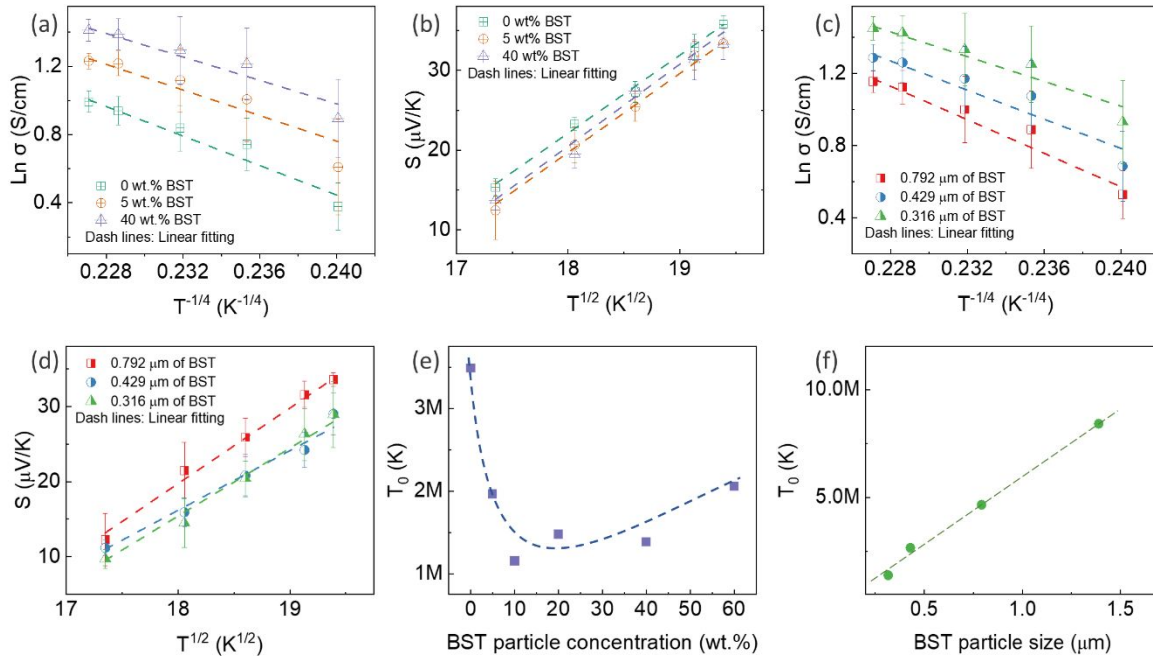 (a)
Ln σ (S/cm)
1.2
0.8
0.4
0 wt.% BST
5 wt.% BST
40 wt.% BST
Dash lines: Linear fitting
0.228
0.232
0.236
0.240
T-1/4 (K-1/4)
(b)
S (μV/K)
30
20
10
0 wt% BST
5 wt.% BST
40 wt.% BST
Dash lines: Linear fitting
17
18
19
T1/2 (K1/2)
(c)
Ln σ (S/cm)
1.2
0.8
0.4
0.792 μm of BST
0.429 μm of BST
0.316 μm of BST
Dash lines: Linear fitting
0.228
0.232
0.236
0.240
T-1/4 (K-1/4)
(d)
S (μV/K)
30
20
10
0.792 μm of BST
0.429 μm of BST
0.316 μm of BST
Dash lines: Linear fitting
17
18
19
T1/2 (K1/2)
(e)
T0 (K)
3M
2M
1M
0
10
20
30
40
50
60
BST particle concentration (wt.%)
(f)
T0 (K)
10.0M
5.0M
0.5
1.0
1.5
BST particle size (μm)